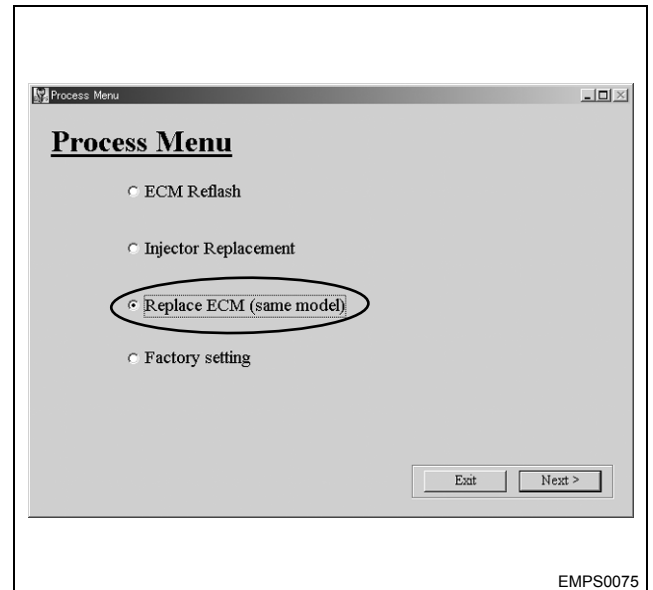 Process Menu
Process Menu
ECM Reflash
Injector Replacement
Replace ECM (same model)
Factory setting
Exit
Next >
EMPS0075